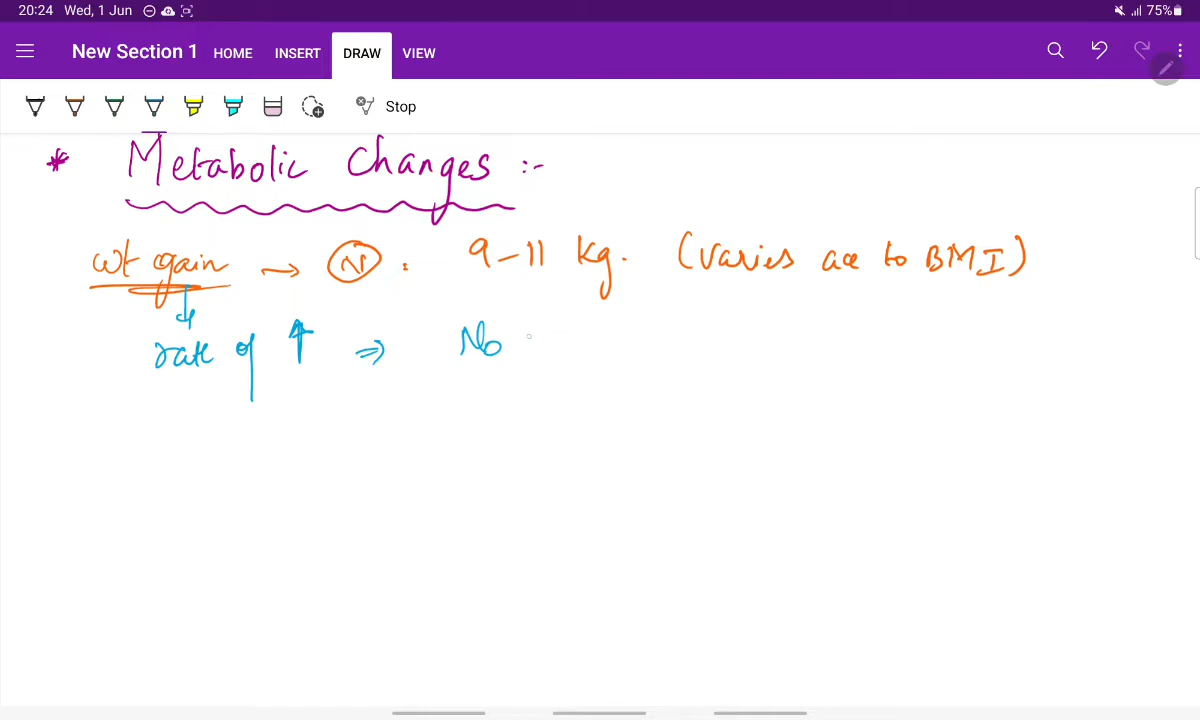 20:24 Wed, 1 Jun 75%
New Section 1 HOME INSERT DRAW VIEW
Stop
* Metabolic Changes :-
wt gain → N : 9-11 kg. (varies acc to BMI)
↓
rate of ↑ ⇒ No